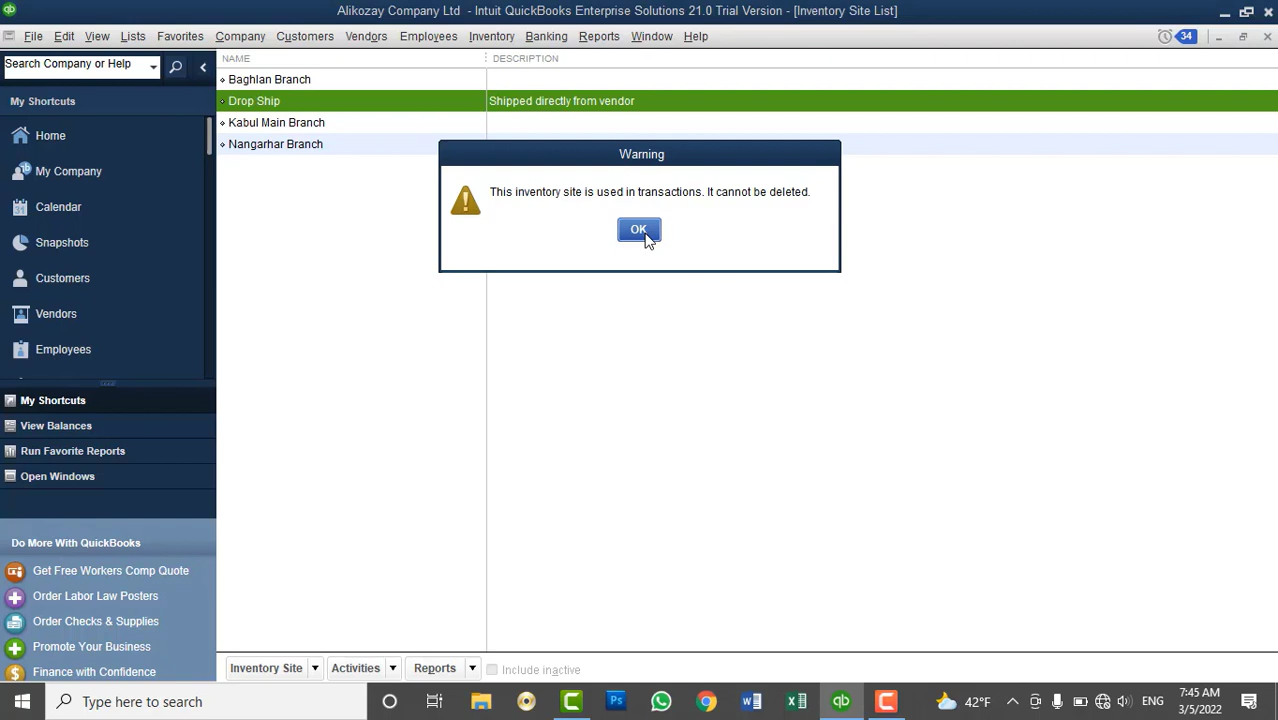 Alikozay Company Ltd - Intuit QuickBooks Enterprise Solutions 21.0 Trial Version - [Inventory Site List]
File Edit View Lists Favorites Company Customers Vendors Employees Inventory Banking Reports Window Help
34
Search Company or Help
NAME DESCRIPTION
Baghlan Branch
Drop Ship Shipped directly from vendor
Kabul Main Branch
Nangarhar Branch
Warning
This inventory site is used in transactions. It cannot be deleted.
OK
My Shortcuts
Home
My Company
Calendar
Snapshots
Customers
Vendors
Employees
My Shortcuts
View Balances
Run Favorite Reports
Open Windows
Do More With QuickBooks
Get Free Workers Comp Quote
Order Labor Law Posters
Order Checks & Supplies
Promote Your Business
Finance with Confidence
Inventory Site Activities Reports Include inactive
Type here to search
42°F
ENG
7:45 AM
3/5/2022